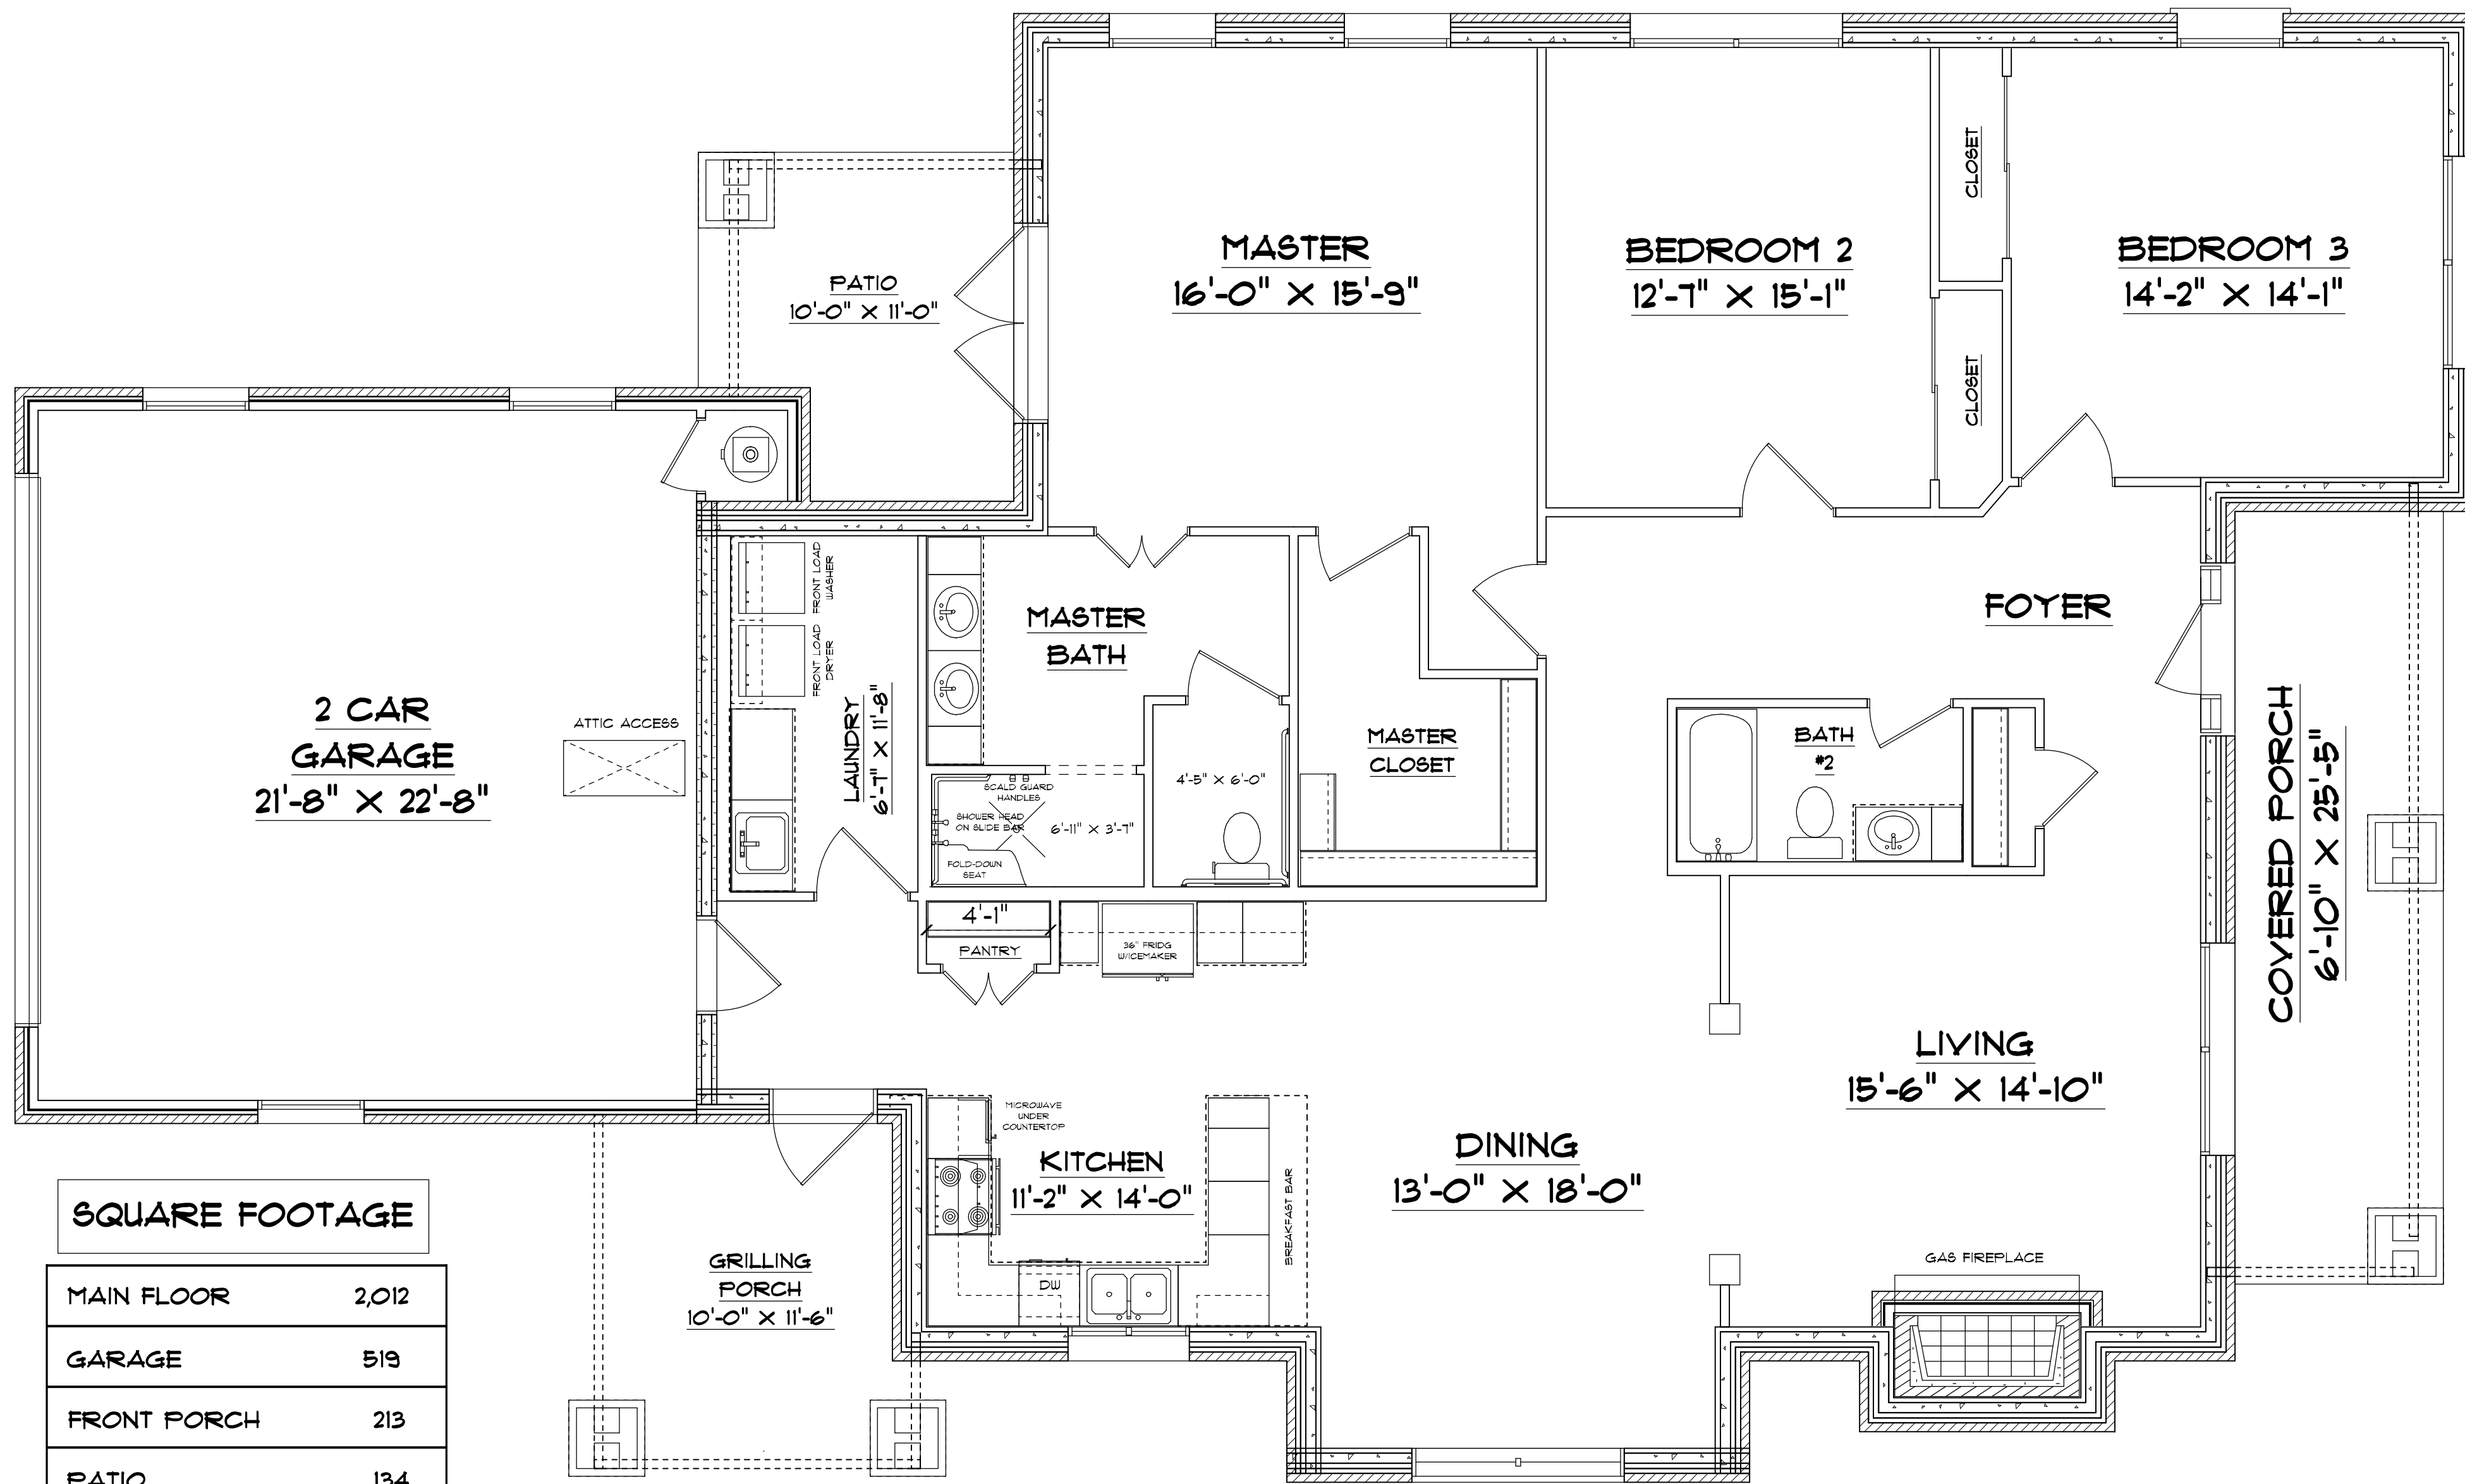 MASTER
16'-0" X 15'-9"
BEDROOM 2
12'-7" X 15'-1"
CLOSET
CLOSET
BEDROOM 3
14'-2" X 14'-1"
PATIO
10'-0" X 11'-0"
2 CAR
GARAGE
21'-8" X 22'-8"
ATTIC ACCESS
FRONT LOAD
WASHER
FRONT LOAD
DRYER
LAUNDRY
6'-7" X 11'-8"
MASTER
BATH
SCALD GUARD
HANDLES
SHOWER HEAD
ON SLIDE BAR
6'-11" X 3'-7"
FOLD-DOWN
SEAT
4'-5" X 6'-0"
MASTER
CLOSET
FOYER
BATH
#2
COVERED PORCH
6'-10" X 25'-5"
4'-1"
PANTRY
36" FRIDG
W/ICEMAKER
LIVING
15'-6" X 14'-10"
MICROWAVE
UNDER
COUNTERTOP
KITCHEN
11'-2" X 14'-0"
DW
BREAKFAST BAR
DINING
13'-0" X 18'-0"
GAS FIREPLACE
GRILLING
PORCH
10'-0" X 11'-6"
SQUARE FOOTAGE
MAIN FLOOR 2,012
GARAGE 519
FRONT PORCH 213
PATIO 134